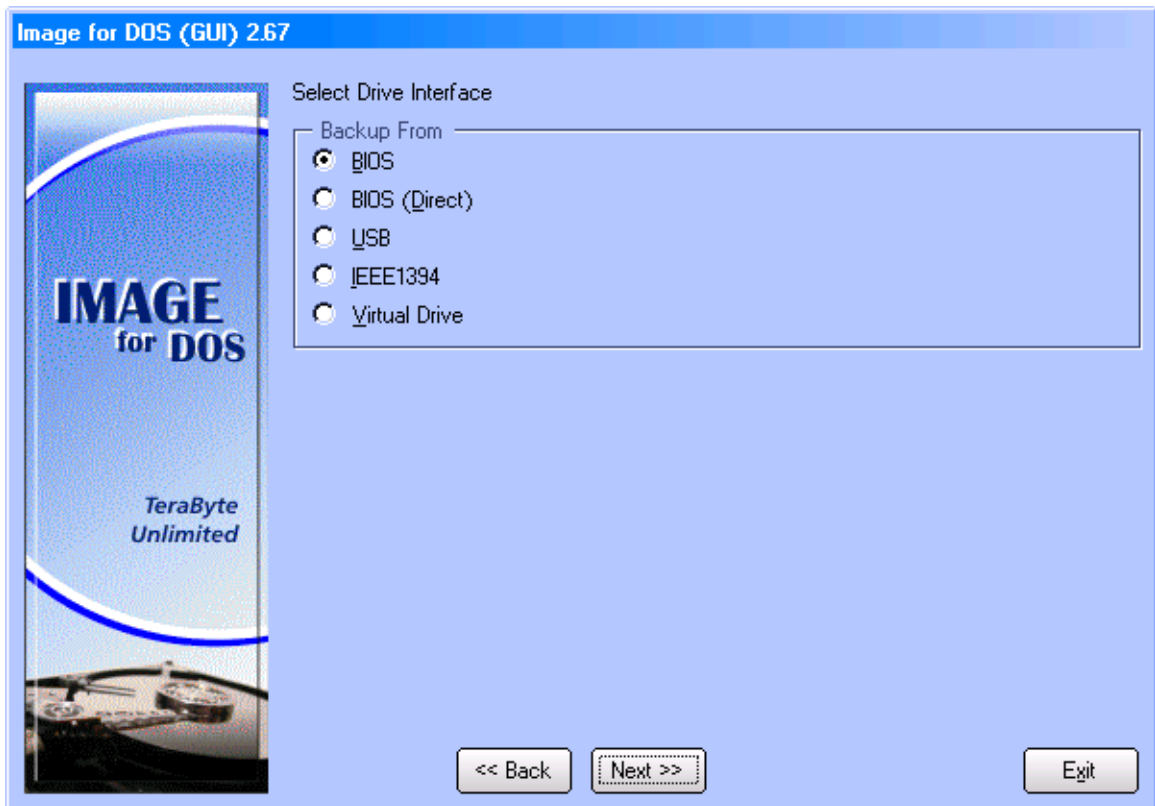 Image for DOS (GUI) 2.67
Select Drive Interface
Backup From
BIOS
BIOS (Direct)
USB
IEEE1394
Virtual Drive
IMAGE
for DOS
TeraByte
Unlimited
<< Back
Next >>
Exit